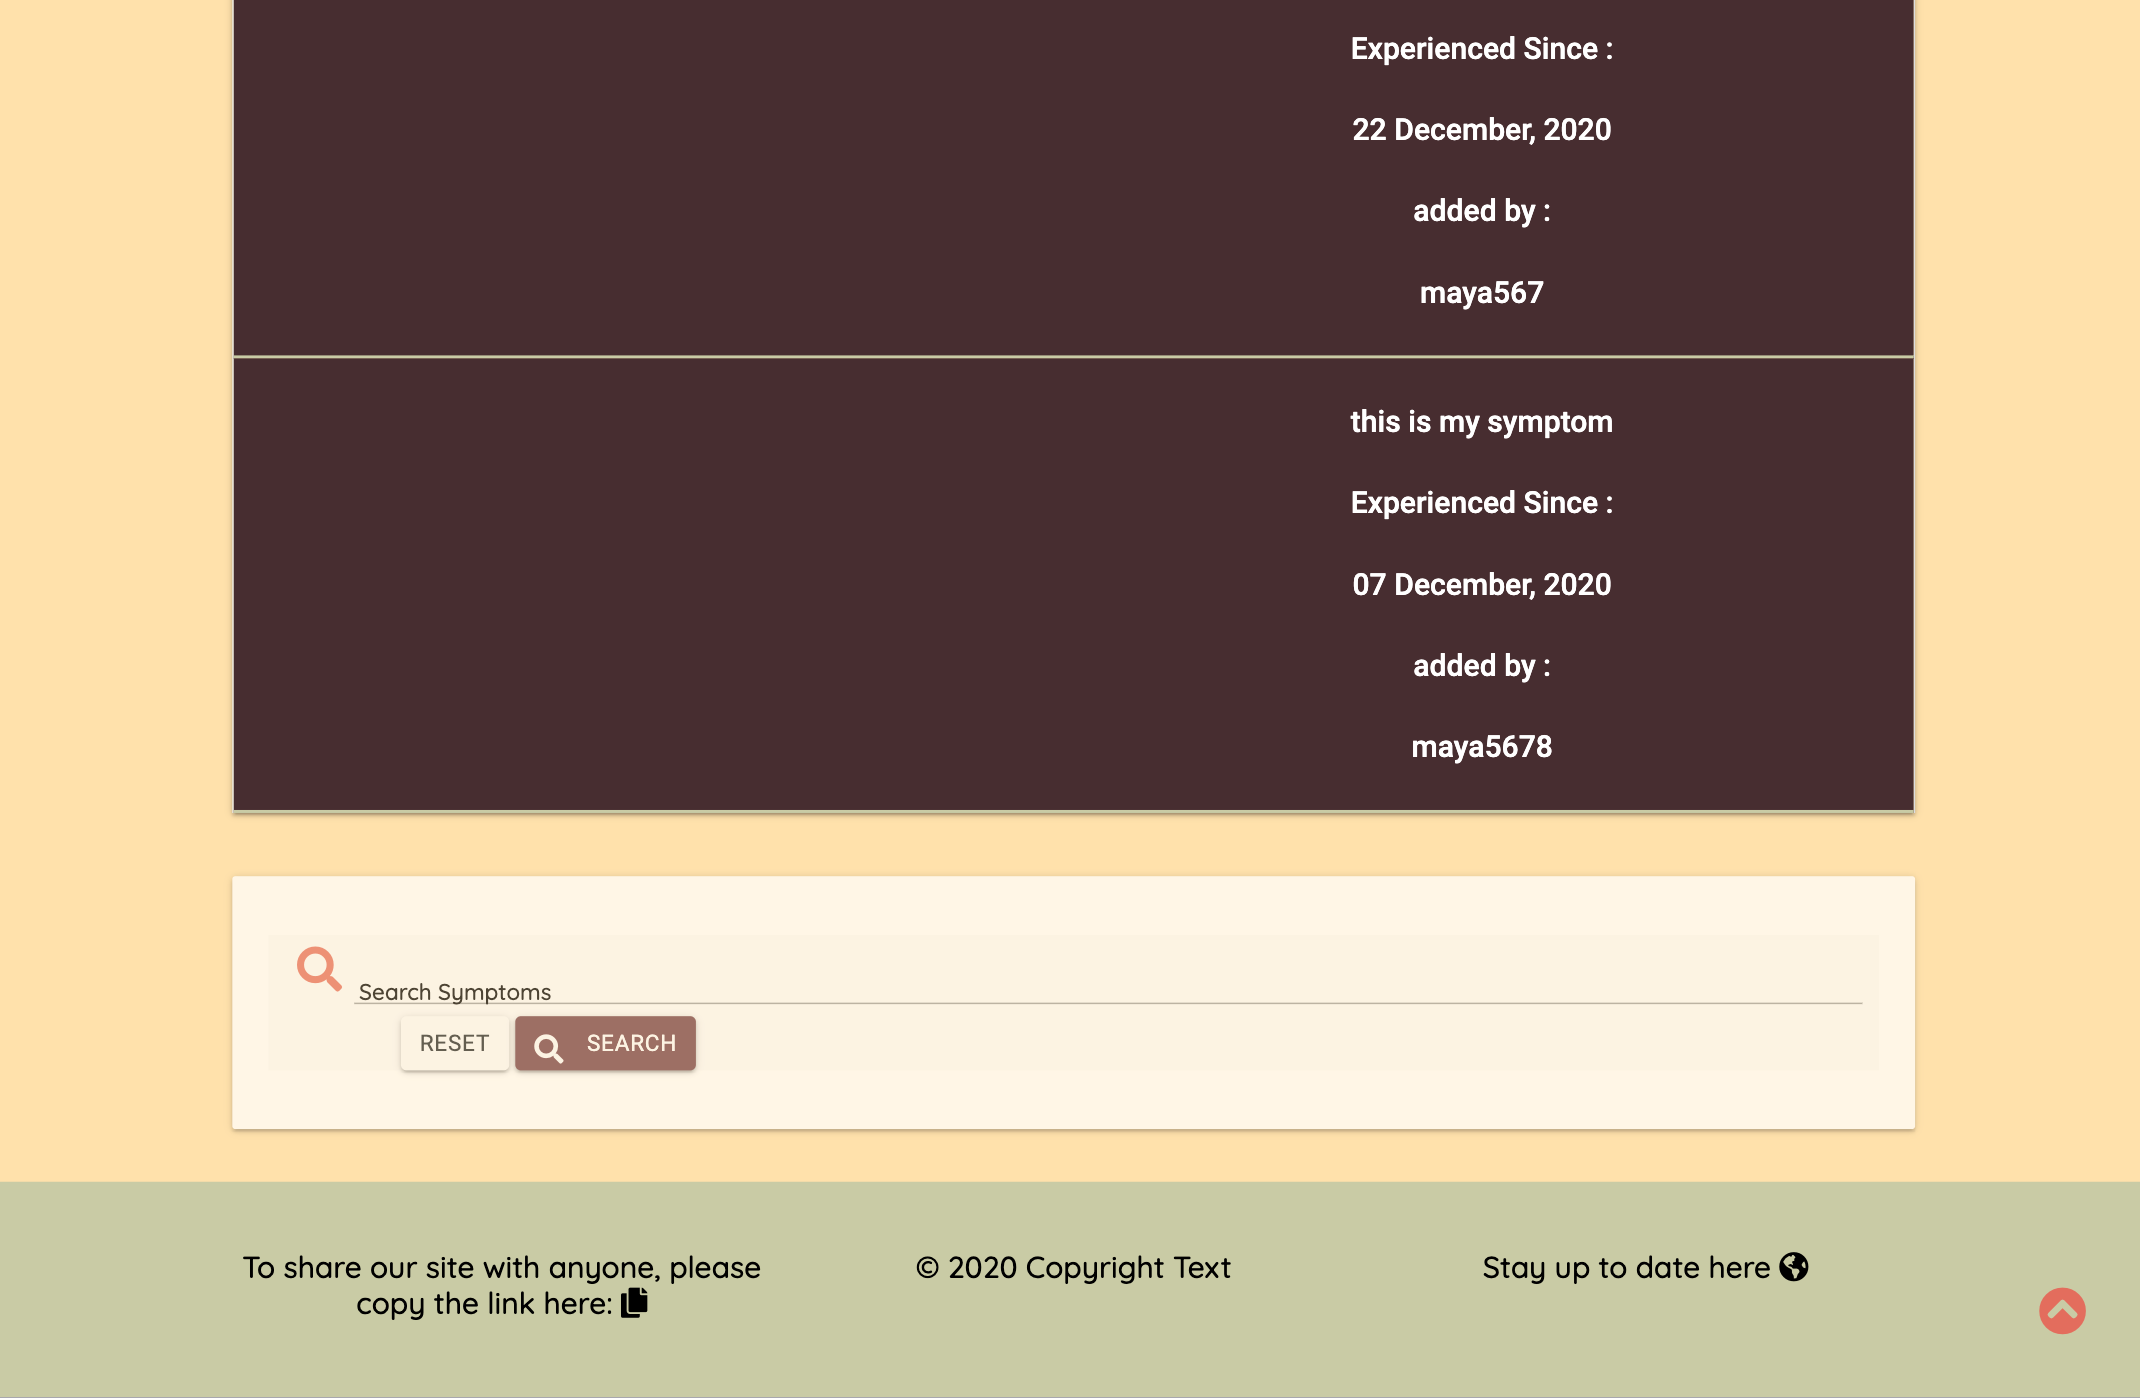 Experienced Since :
22 December, 2020
added by :
maya567
this is my symptom
Experienced Since :
07 December, 2020
added by :
maya5678
Search Symptoms
RESET
SEARCH
To share our site with anyone, please
copy the link here:
© 2020 Copyright Text
Stay up to date here